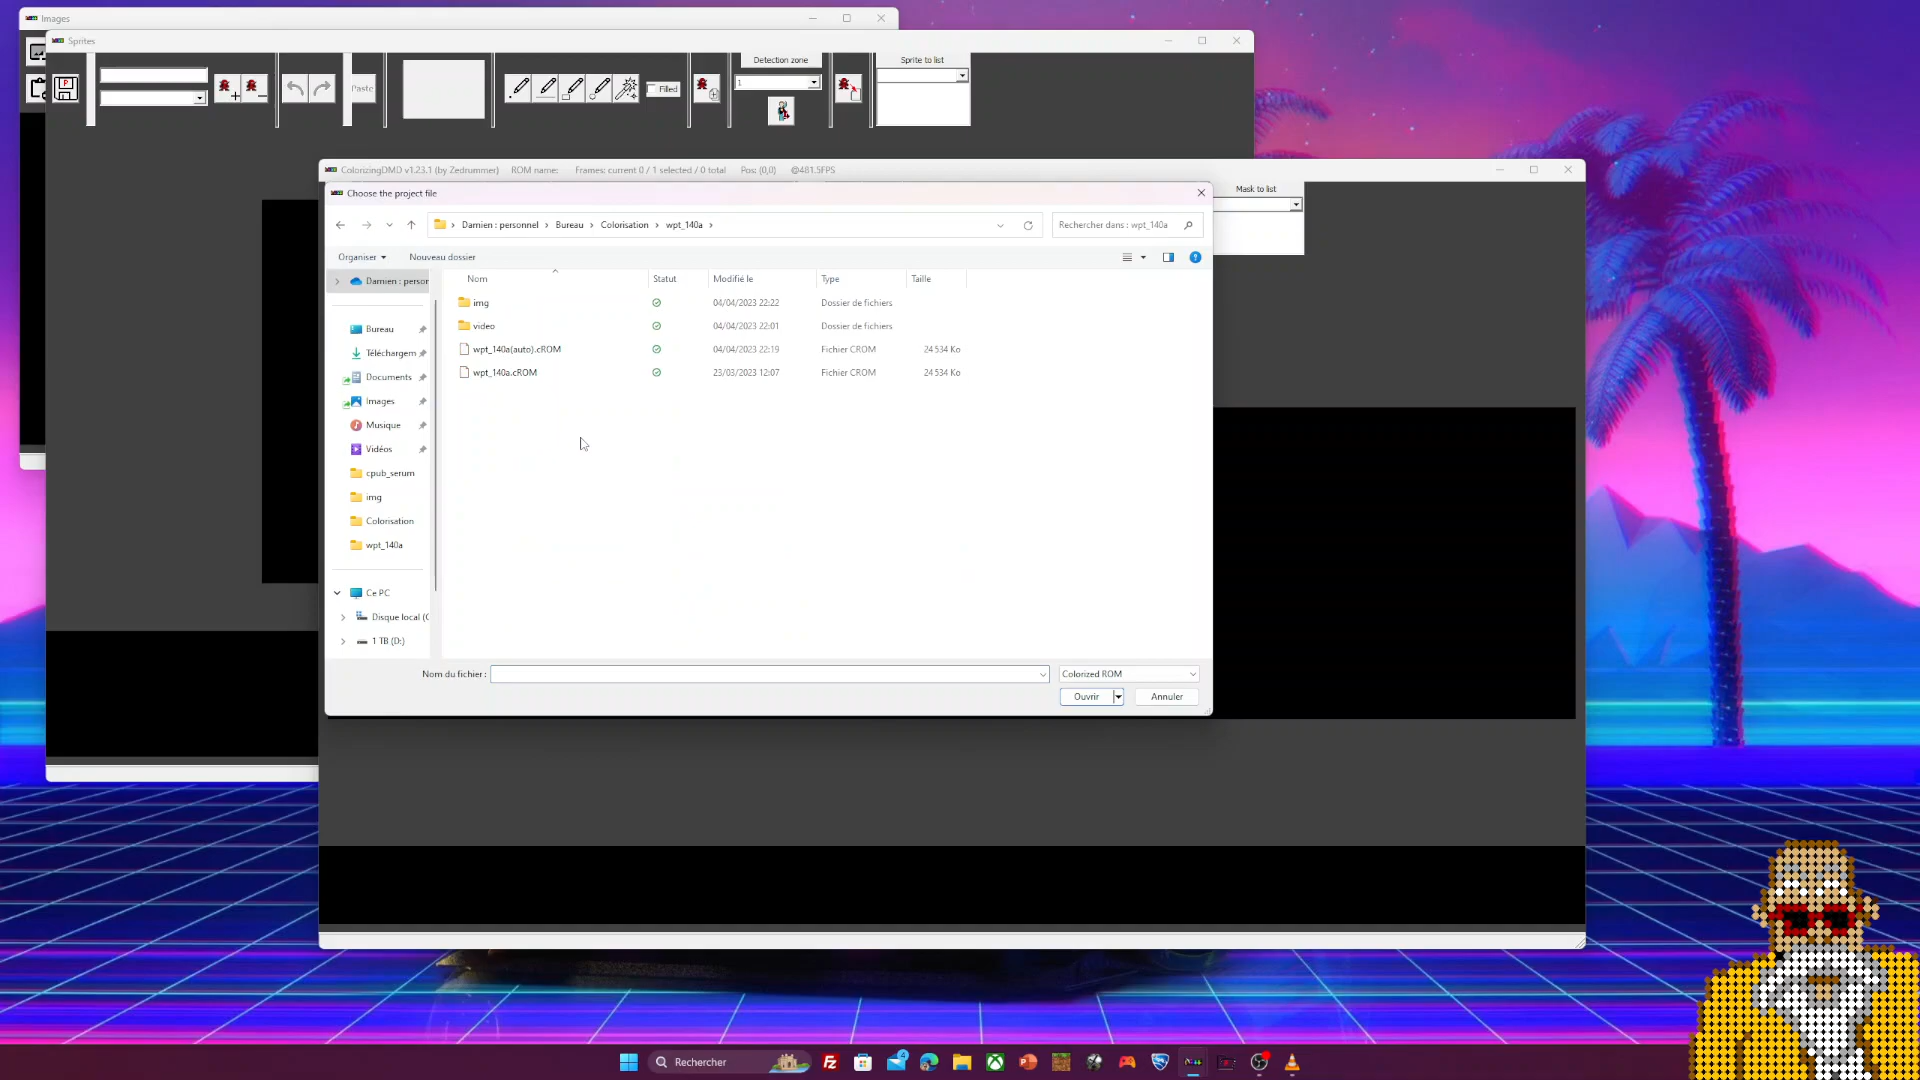 Images
Sprites
Detection zone
Sprite to list
1
Paste
Filled
ColorizingDMD v1.23.1 (by Zedrummer) ROM name: Frames: current 0 / 1 selected / 0 total Pos: (0,0) @481.5FPS
Mask to list
Choose the project file
Damien : personnel > Bureau > Colorisation > wpt_140a >
Rechercher dans : wpt_140a
Organiser
Nouveau dossier
Nom Statut Modifié le Type Taille
Damien : person
img 04/04/2023 22:22 Dossier de fichiers
video 04/04/2023 22:01 Dossier de fichiers
wpt_140a(auto).cROM 04/04/2023 22:19 Fichier CROM 24 534 Ko
wpt_140a.cROM 23/03/2023 12:07 Fichier CROM 24 534 Ko
Bureau
Téléchargem
Documents
Images
Musique
Vidéos
cpub_serum
img
Colorisation
wpt_140a
Ce PC
Disque local (C
1 TB (D:)
Nom du fichier :
Colorized ROM
Ouvrir
Annuler
Rechercher